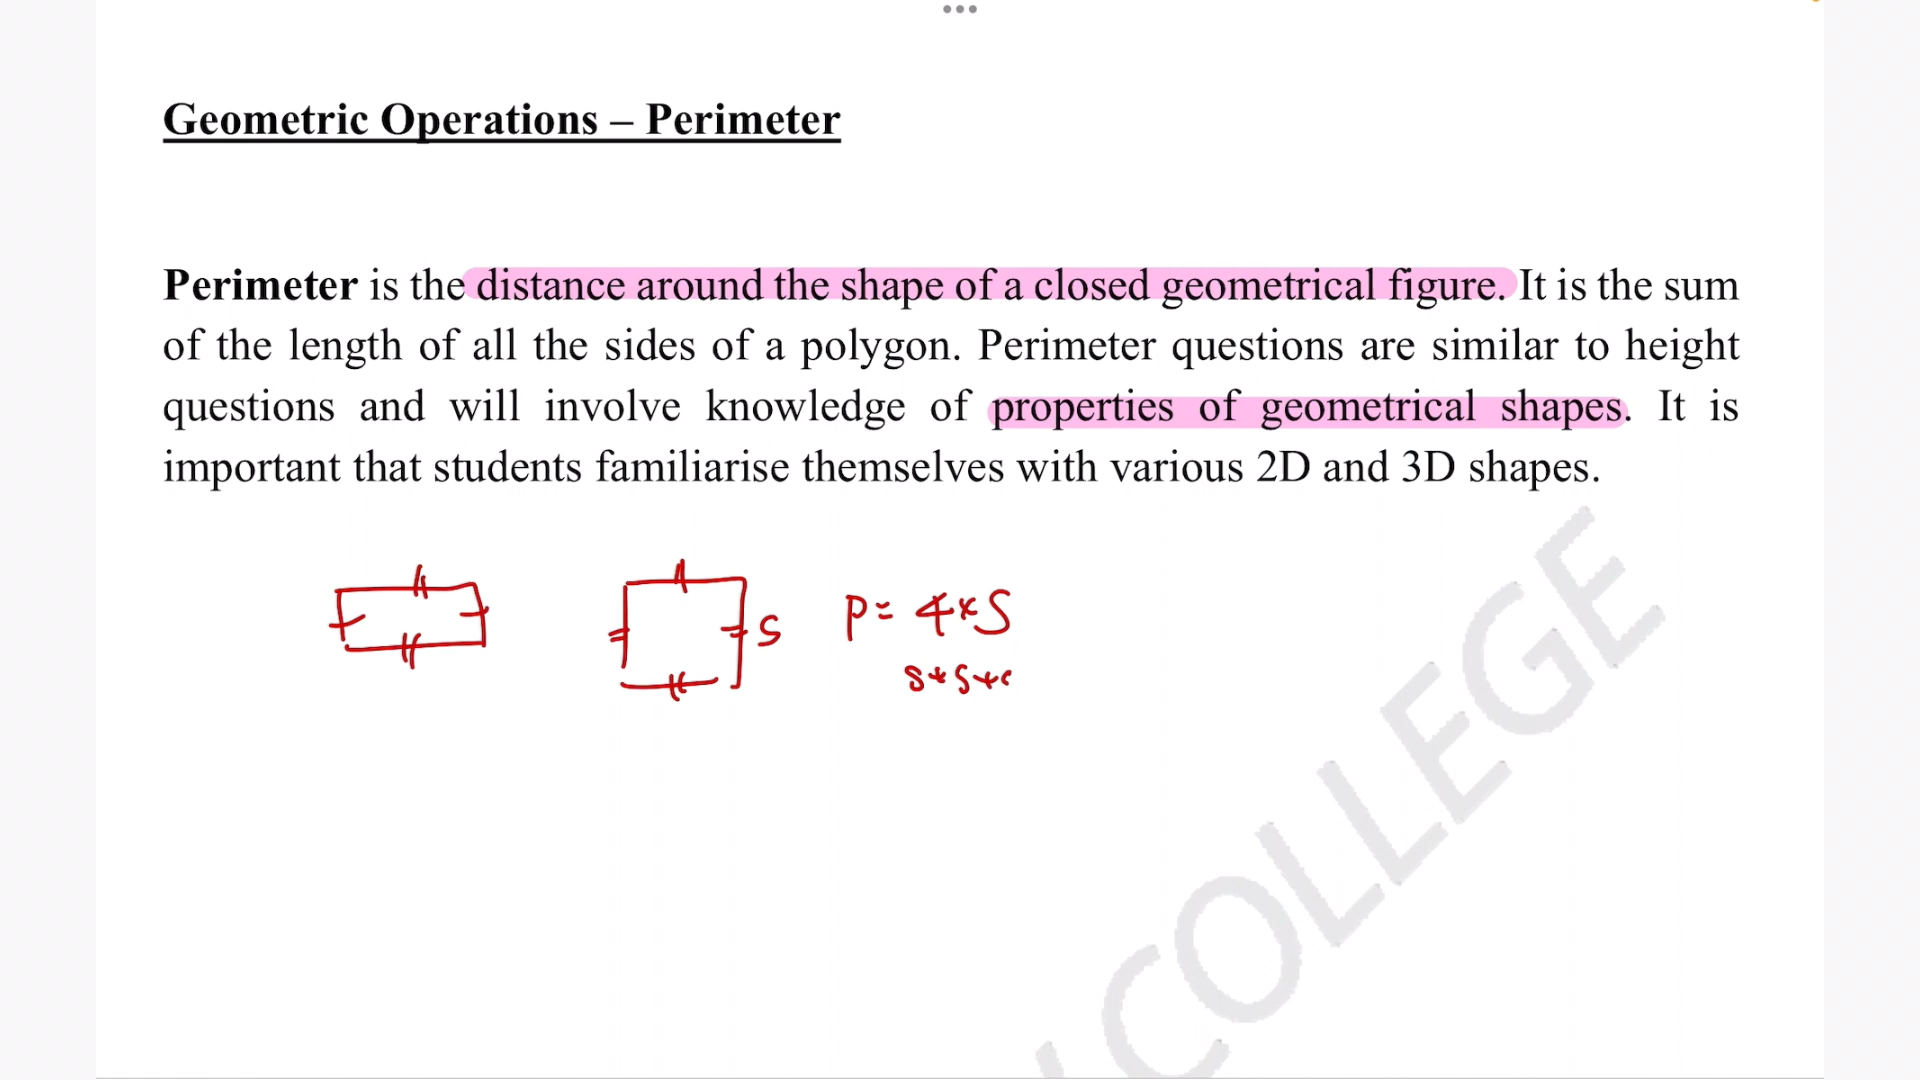 Geometric Operations – Perimeter
Perimeter is the distance around the shape of a closed geometrical figure. It is the sum
of the length of all the sides of a polygon. Perimeter questions are similar to height
questions and will involve knowledge of properties of geometrical shapes. It is
important that students familiarise themselves with various 2D and 3D shapes.
S P= 4×S
S+S+
COLLEGE